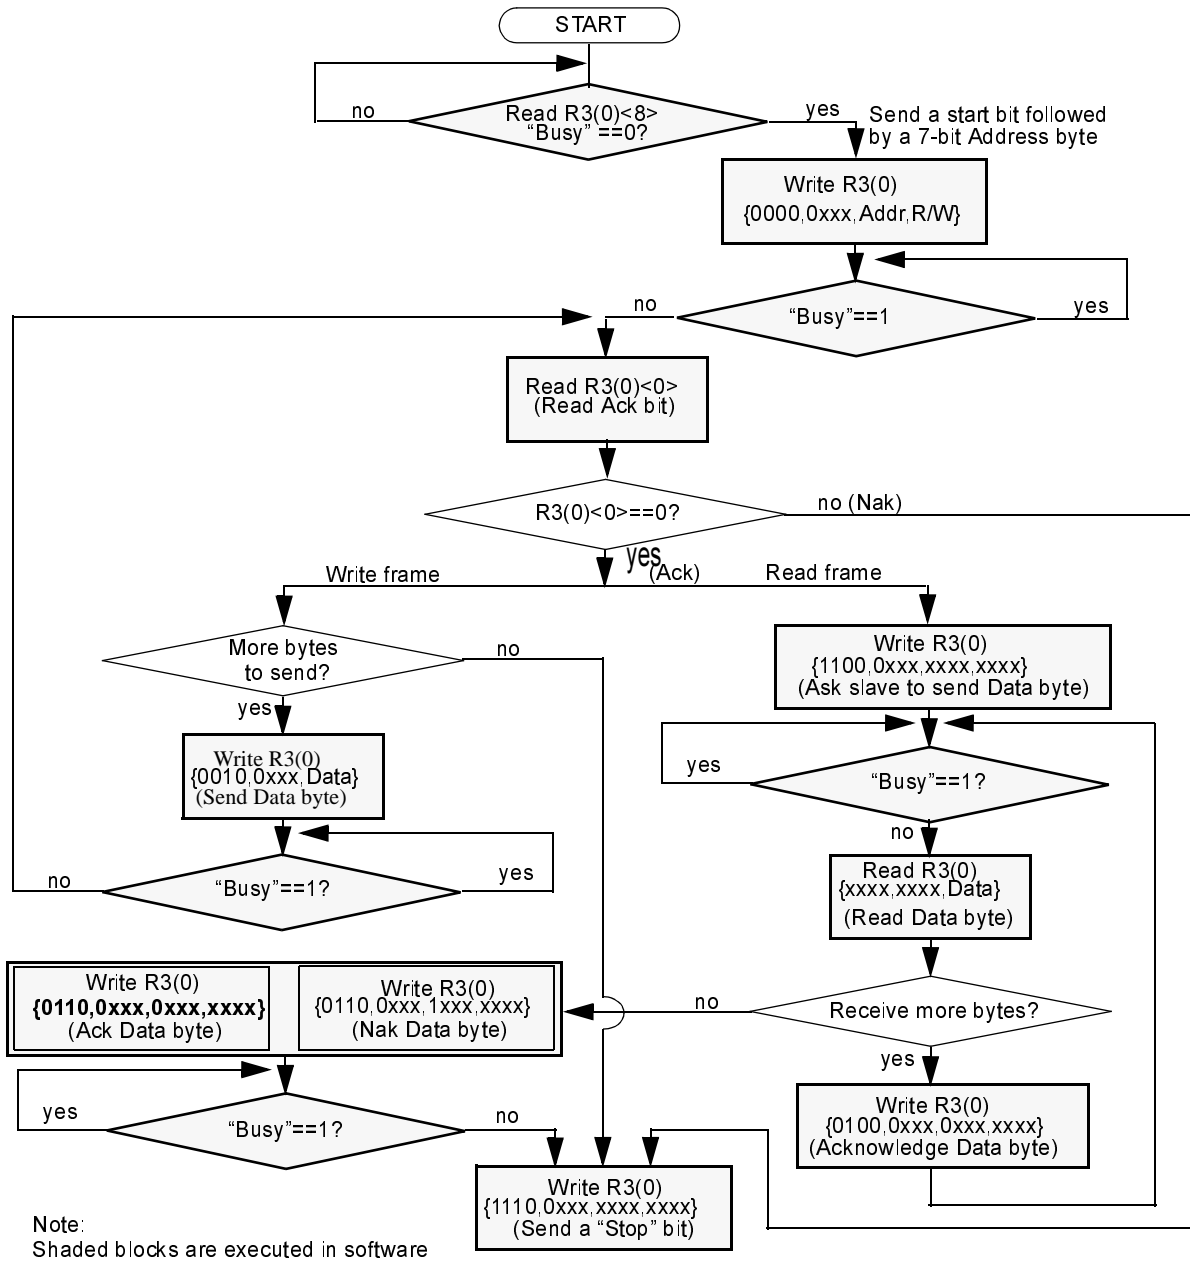 START
Read R3(0)<8>
“Busy” ==0?
no
yes
Send a start bit followed
by a 7-bit Address byte
Write R3(0)
{0000,0xxx,Addr,R/W}
“Busy”==1
no
yes
Read R3(0)<0>
(Read Ack bit)
R3(0)<0>==0?
no (Nak)
yes
(Ack)
Write frame
Read frame
More bytes
to send?
no
yes
Write R3(0)
{0010,0xxx,Data}
(Send Data byte)
“Busy”==1?
no
yes
Write R3(0)
{1100,0xxx,xxxx,xxxx}
(Ask slave to send Data byte)
“Busy”==1?
yes
no
Read R3(0)
{xxxx,xxxx,Data}
(Read Data byte)
Receive more bytes?
no
yes
Write R3(0)
{0100,0xxx,0xxx,xxxx}
(Acknowledge Data byte)
Write R3(0)
{0110,0xxx,0xxx,xxxx}
(Ack Data byte)
Write R3(0)
{0110,0xxx,1xxx,xxxx}
(Nak Data byte)
“Busy”==1?
yes
no
Write R3(0)
{1110,0xxx,xxxx,xxxx}
(Send a “Stop” bit)
Note:
Shaded blocks are executed in software